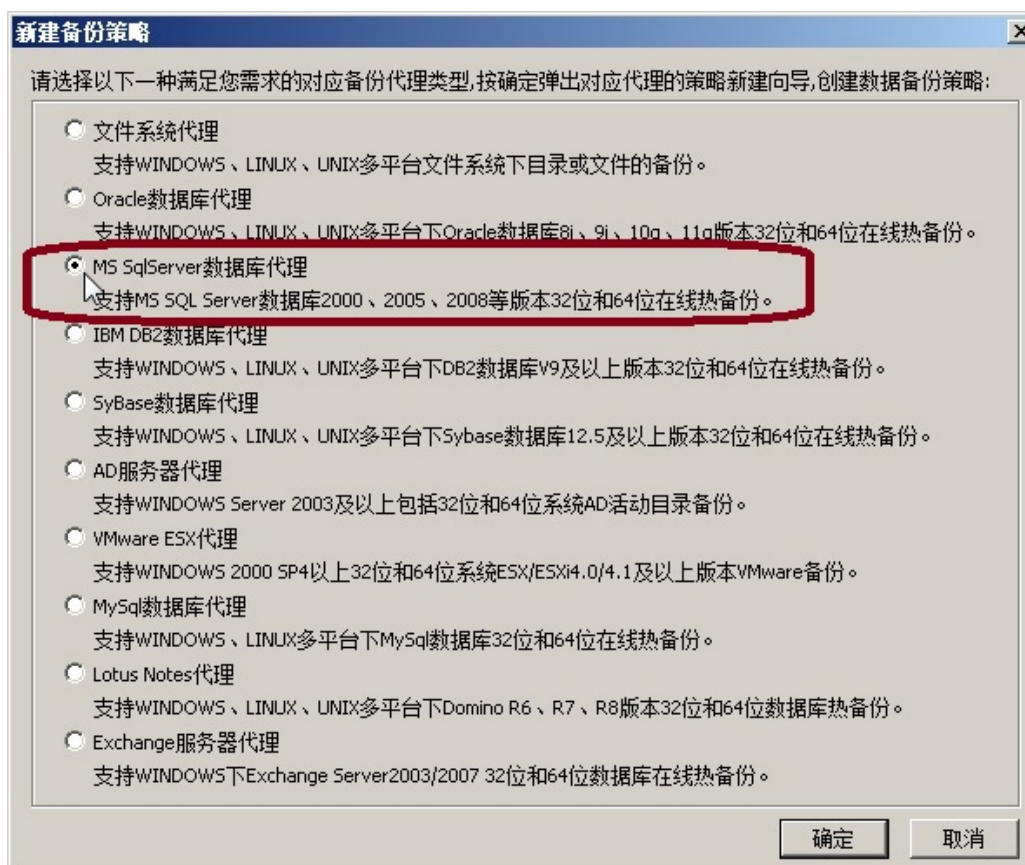 新建备份策略
请选择以下一种满足您需求的对应备份代理类型,按确定弹出对应代理的策略新建向导,创建数据备份策略:
文件系统代理
支持WINDOWS、LINUX、UNIX多平台文件系统下目录或文件的备份。
Oracle数据库代理
支持WINDOWS、LINUX、UNIX多平台下Oracle数据库8i、9i、10g、11g版本32位和64位在线热备份。
MS SqlServer数据库代理
支持MS SQL Server数据库2000、2005、2008等版本32位和64位在线热备份。
IBM DB2数据库代理
支持WINDOWS、LINUX、UNIX多平台下DB2数据库V9及以上版本32位和64位在线热备份。
SyBase数据库代理
支持WINDOWS、LINUX、UNIX多平台下Sybase数据库12.5及以上版本32位和64位在线热备份。
AD服务器代理
支持WINDOWS Server 2003及以上包括32位和64位系统AD活动目录备份。
VMware ESX代理
支持WINDOWS 2000 SP4以上32位和64位系统ESX/ESXi4.0/4.1及以上版本VMware备份。
MySql数据库代理
支持WINDOWS、LINUX多平台下MySql数据库32位和64位在线热备份。
Lotus Notes代理
支持WINDOWS、LINUX、UNIX多平台下Domino R6、R7、R8版本32位和64位数据库热备份。
Exchange服务器代理
支持WINDOWS下Exchange Server2003/2007 32位和64位数据库在线热备份。
确定 取消